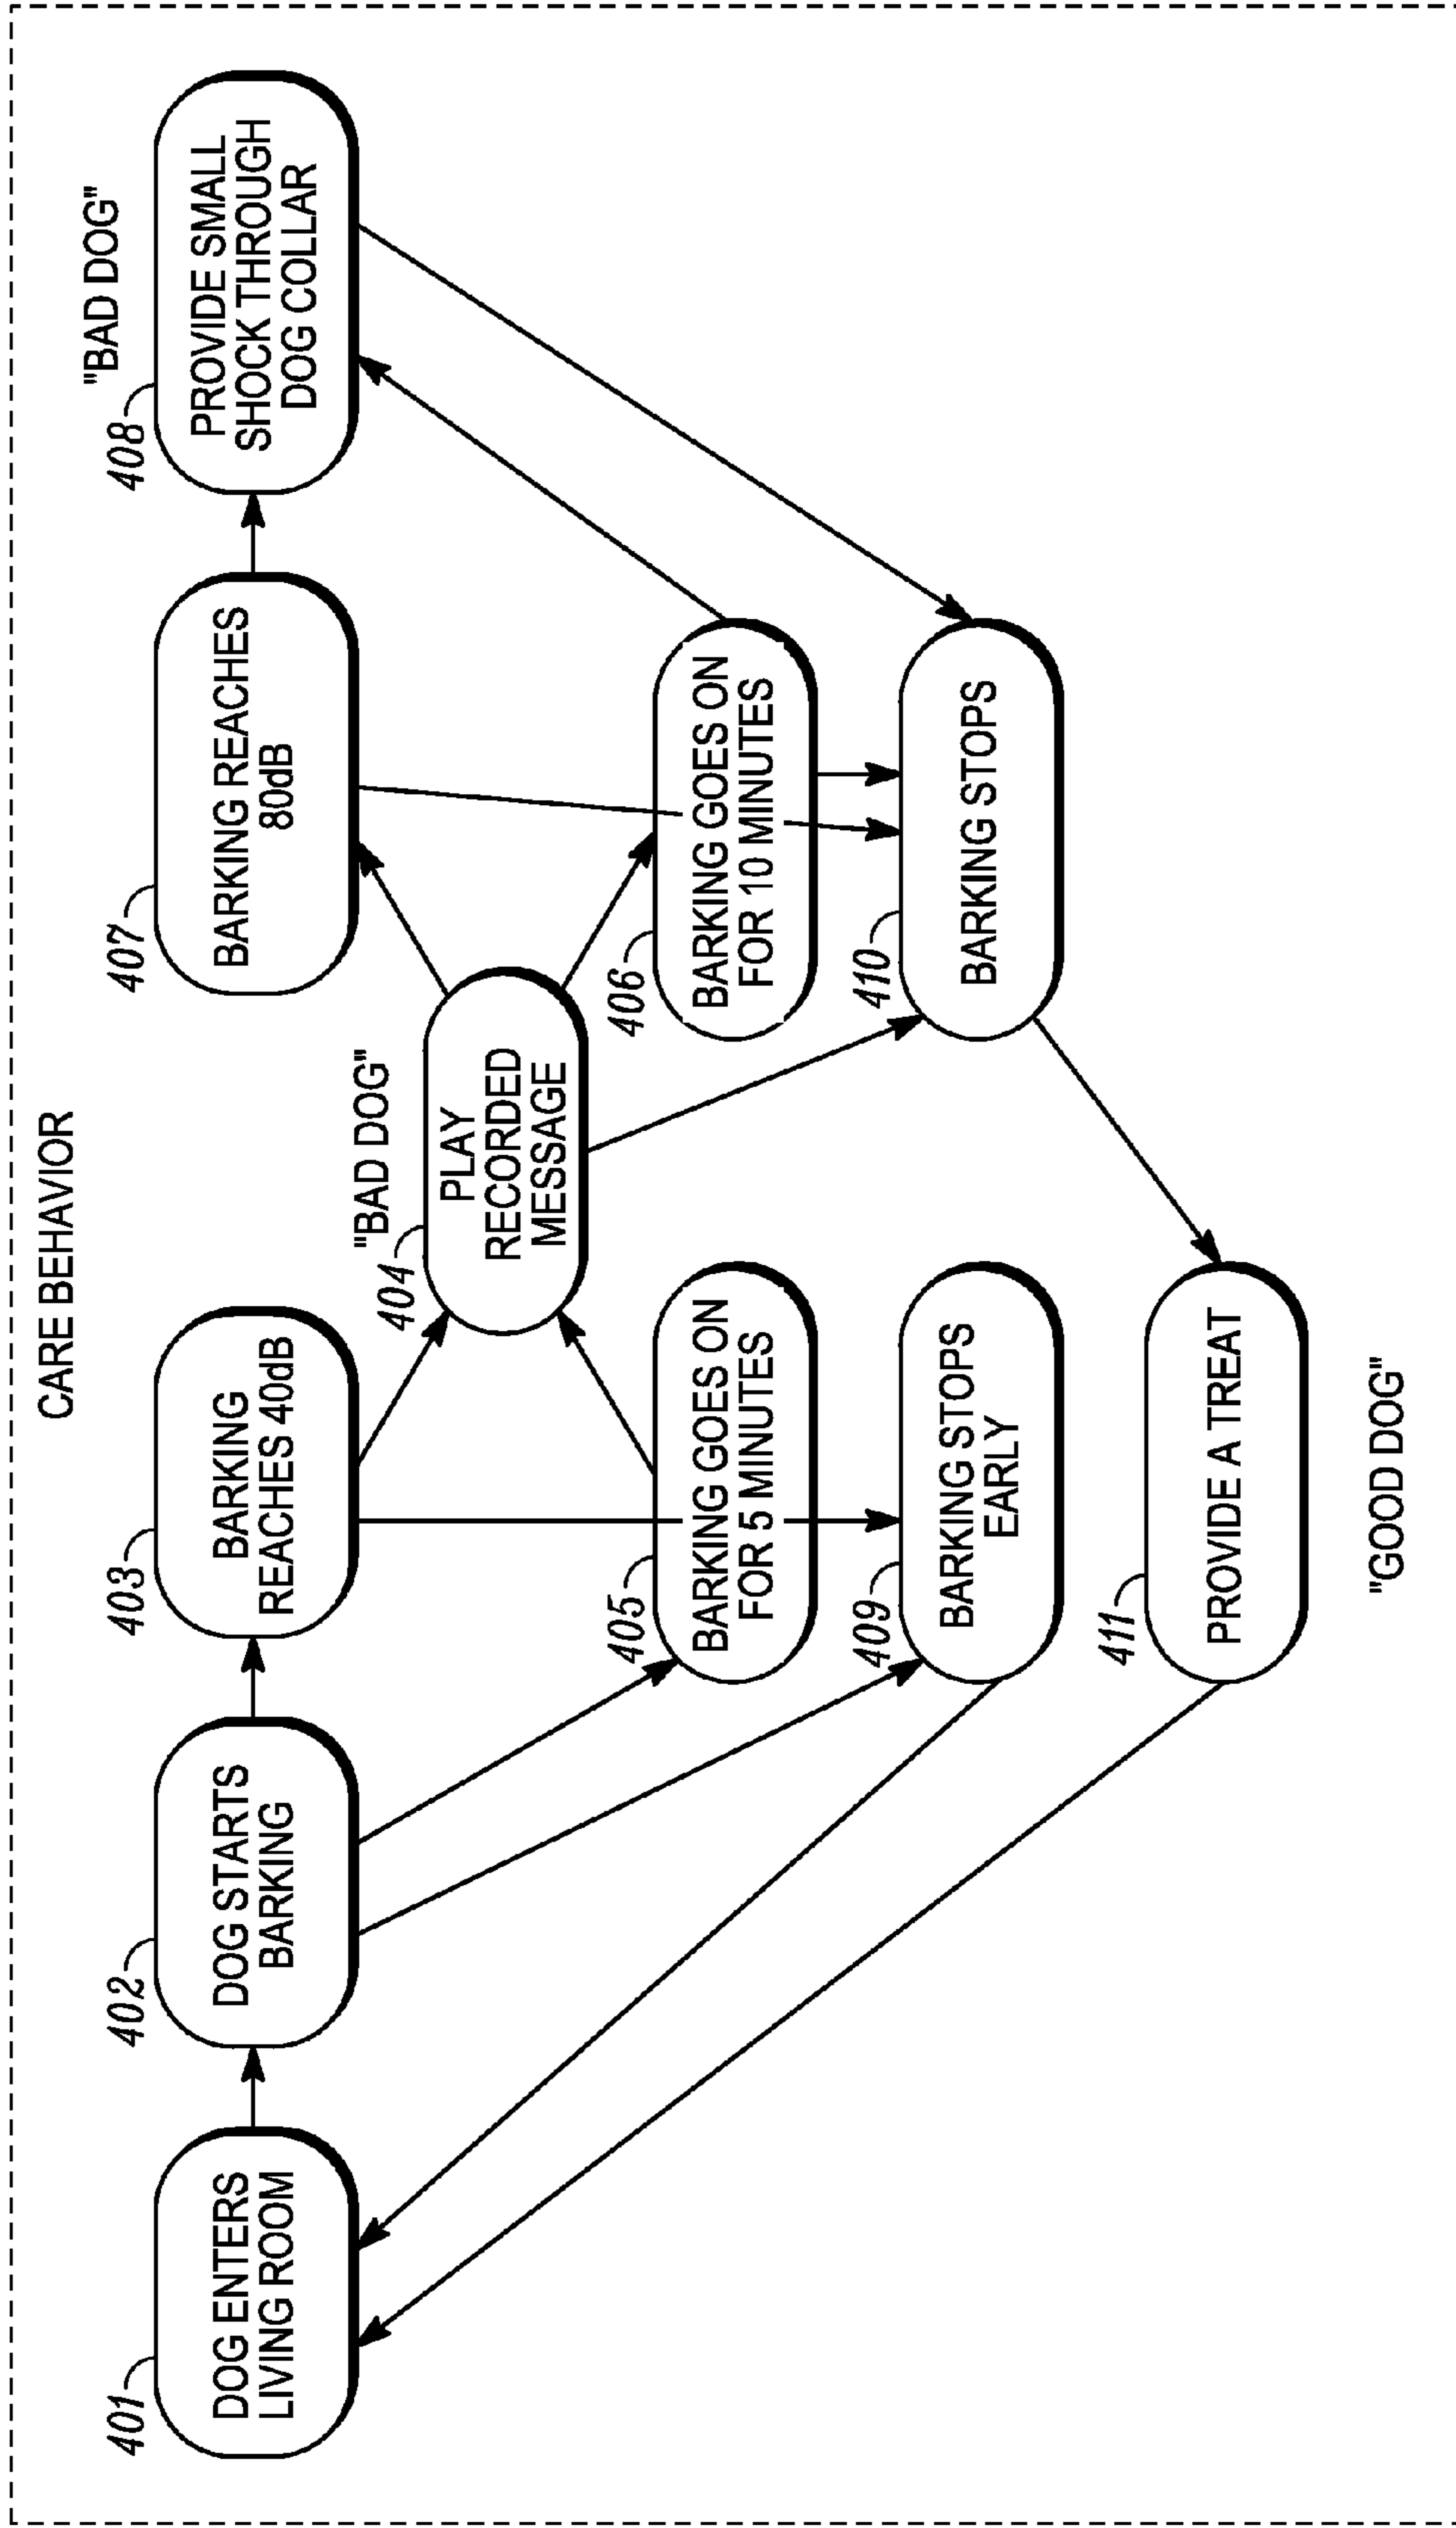 CARE BEHAVIOR
401
DOG ENTERS
LIVING ROOM
402
DOG STARTS
BARKING
403
BARKING
REACHES 40dB
"BAD DOG"
404
PLAY
RECORDED
MESSAGE
407
BARKING REACHES
80dB
"BAD DOG"
408
PROVIDE SMALL
SHOCK THROUGH
DOG COLLAR
405
BARKING GOES ON
FOR 5 MINUTES
406
BARKING GOES ON
FOR 10 MINUTES
409
BARKING STOPS
EARLY
410
BARKING STOPS
411
PROVIDE A TREAT
"GOOD DOG"